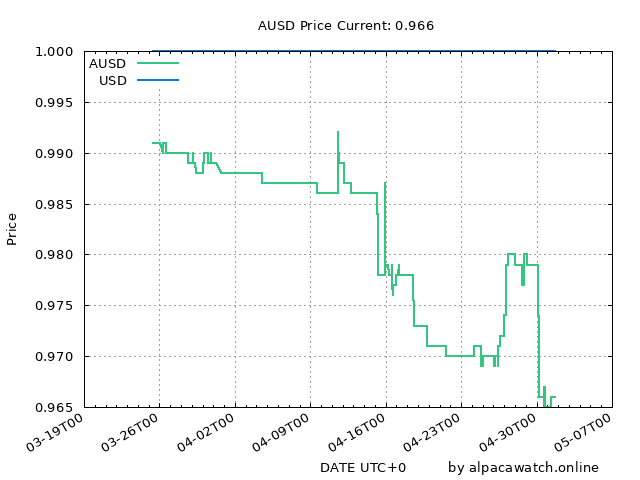 AUSD Price Current: 0.966
1.000
0.995
0.990
0.985
0.980
0.975
0.970
0.965
Price
AUSD
USD
03-19T00
03-26T00
04-02T00
04-09T00
04-16T00
04-23T00
04-30T00
05-07T00
DATE UTC+0
by alpacawatch.online